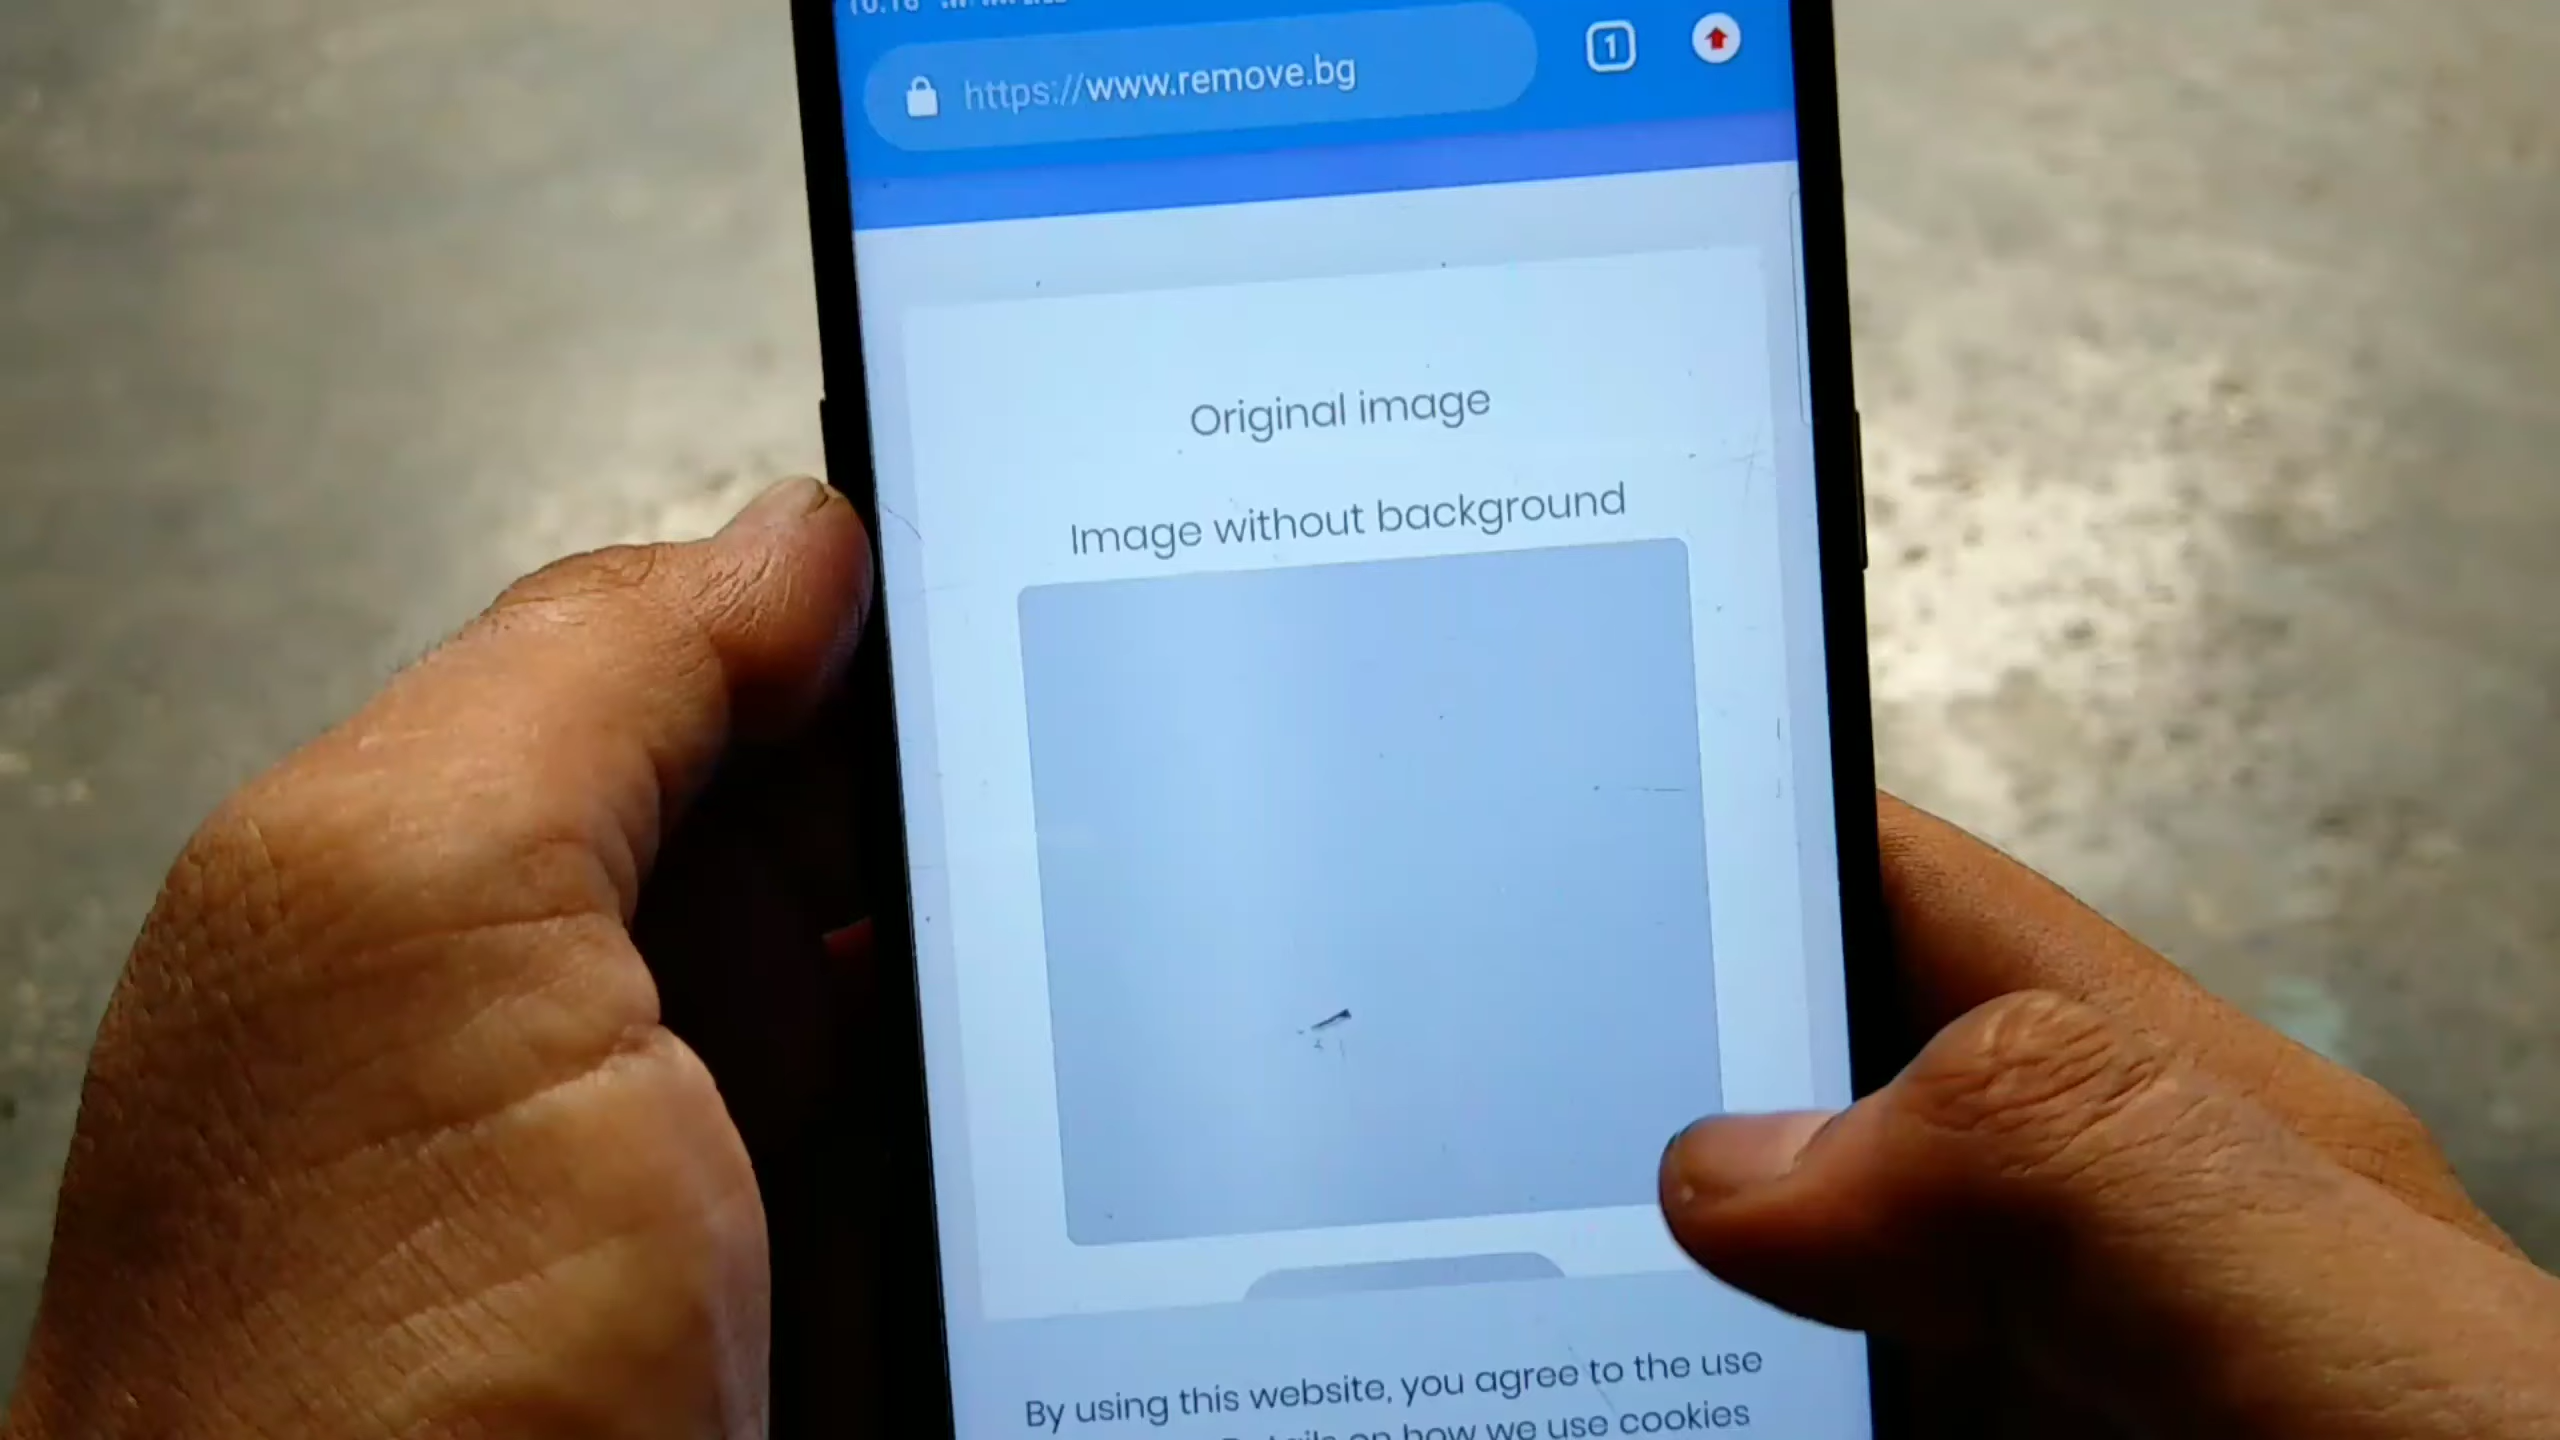 https://www.remove.bg
1
Original image
Image without background
By using this website, you agree to the use
on how we use cookies